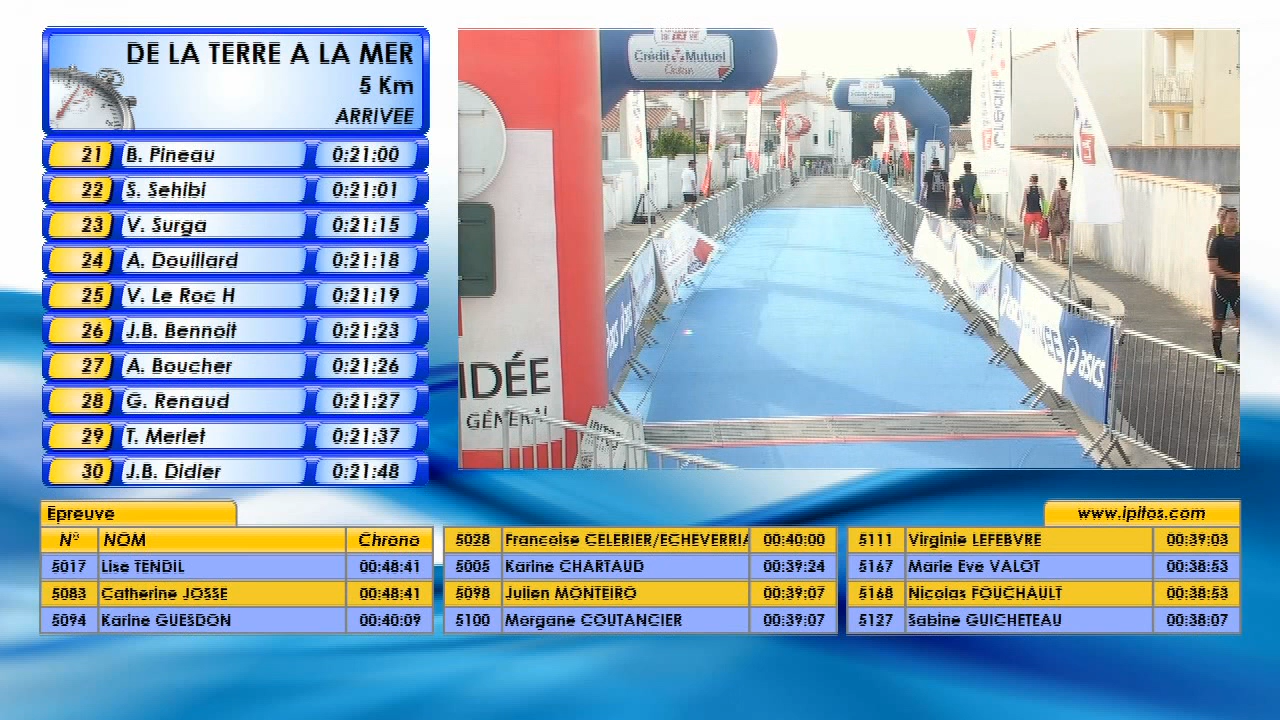 DE LA TERRE A LA MER
5 Km
ARRIVEE
21 B. Pineau 0:21:00
22 S. Sehibi 0:21:01
23 V. Surga 0:21:15
24 A. Douillard 0:21:18
25 V. Le Roc H 0:21:19
26 J.B. Bennoit 0:21:23
27 A. Boucher 0:21:26
28 G. Renaud 0:21:27
29 T. Merlet 0:21:37
30 J.B. Didier 0:21:48
Crédit Mutuel
Océan
Crédit
IDÉE
GÉNÉRAL
asics
asics
Epreuve
www.ipitos.com
N° NOM Chrono
5017 Lise TENDIL 00:48:41
5083 Catherine JOSSE 00:48:41
5094 Karine GUESDON 00:40:09
5028 Francoise CELERIER/ECHEVERRIA 00:40:00
5005 Karine CHARTAUD 00:39:24
5098 Julien MONTEIRO 00:39:07
5100 Morgane COUTANCIER 00:39:07
5111 Virginie LEFEBVRE 00:39:03
5167 Marie Eve VALOT 00:38:53
5168 Nicolas FOUCHAULT 00:38:53
5127 Sabine GUICHETEAU 00:38:07